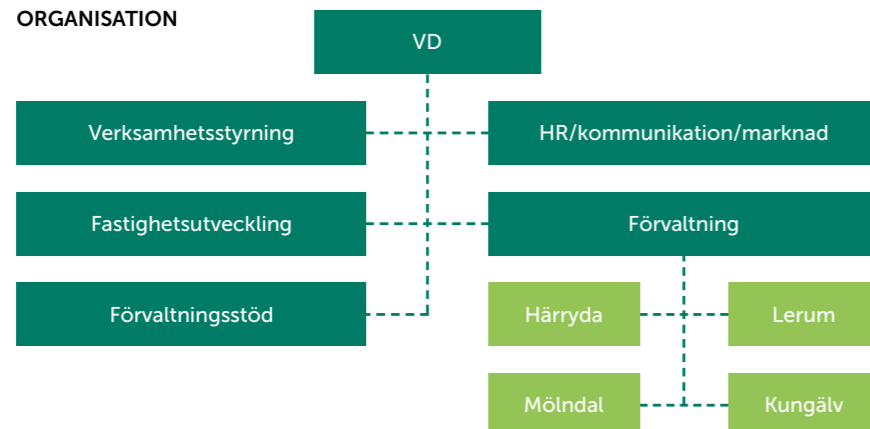 ORGANISATION
VD
Verksamhetsstyrning
HR/kommunikation/marknad
Fastighetsutveckling
Förvaltning
Förvaltningsstöd
Härryda
Lerum
Mölndal
Kungälv